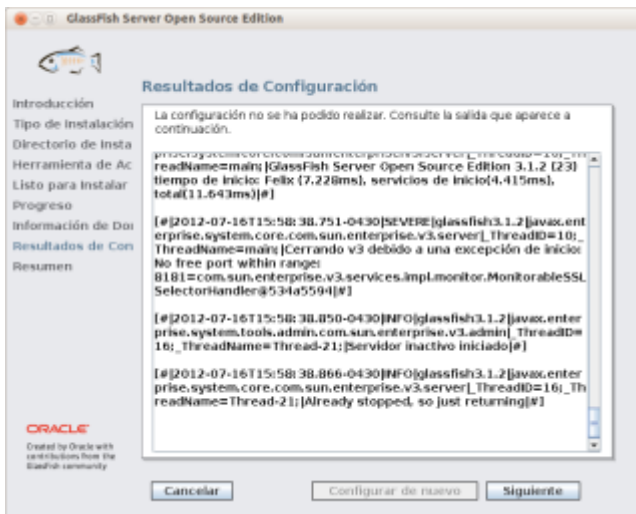 GlassFish Server Open Source Edition
Resultados de Configuración
Introducción
Tipo de Instalación
Directorio de Insta
Herramienta de Ac
Listo para Instalar
Progreso
Información de Do
Resultados de Con
Resumen
La configuración no se ha podido realizar. Consulte la salida que aparece a
continuación.
readName=main;|GlassFish Server Open Source Edition 3.1.2 (23)
tiempo de inicio: Felix (7.228ms), servicios de inicio(4.415ms),
total(11.643ms)|#]
[#|2012-07-16T15:58:38.751-0430|SEVERE|glassfish3.1.2|javax.ent
erprise.system.core.com.sun.enterprise.v3.server|_ThreadID=10;_
ThreadName=main;|Cerrando v3 debido a una excepción de inicio:
No free port within range:
8181=com.sun.enterprise.v3.services.impl.monitor.MonitorableSSL
SelectorHandler@534a5594|#]
[#|2012-07-16T15:58:38.850-0430|INFO|glassfish3.1.2|javax.enter
prise.system.tools.admin.com.sun.enterprise.v3.admin|_ThreadID=
16;_ThreadName=Thread-21;|Servidor inactivo iniciado|#]
[#|2012-07-16T15:58:38.866-0430|INFO|glassfish3.1.2|javax.enter
prise.system.core.com.sun.enterprise.v3.server|_ThreadID=16;_Th
readName=Thread-21;|Already stopped, so just returning|#]
ORACLE
Created by Oracle with
contributions from the
GlassFish community
Cancelar
Configurar de nuevo
Siguiente